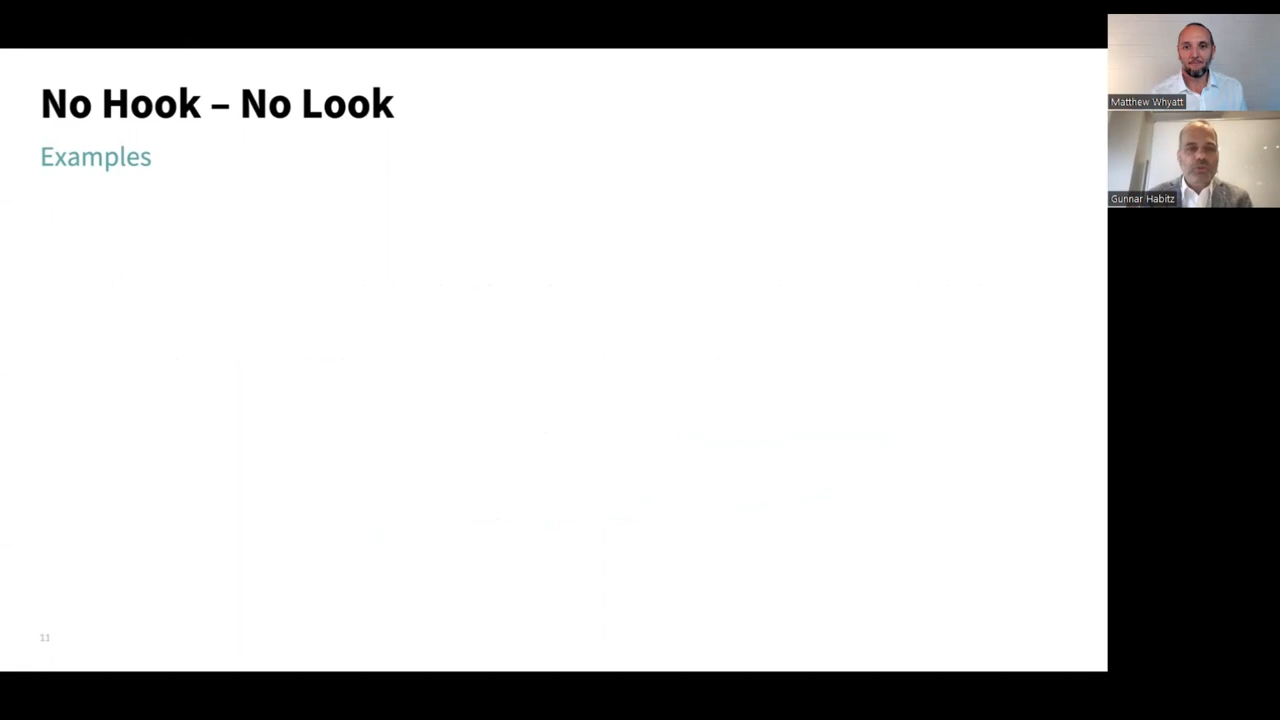 No Hook – No Look
Examples
11
Matthew Whyatt
Gunnar Habitz